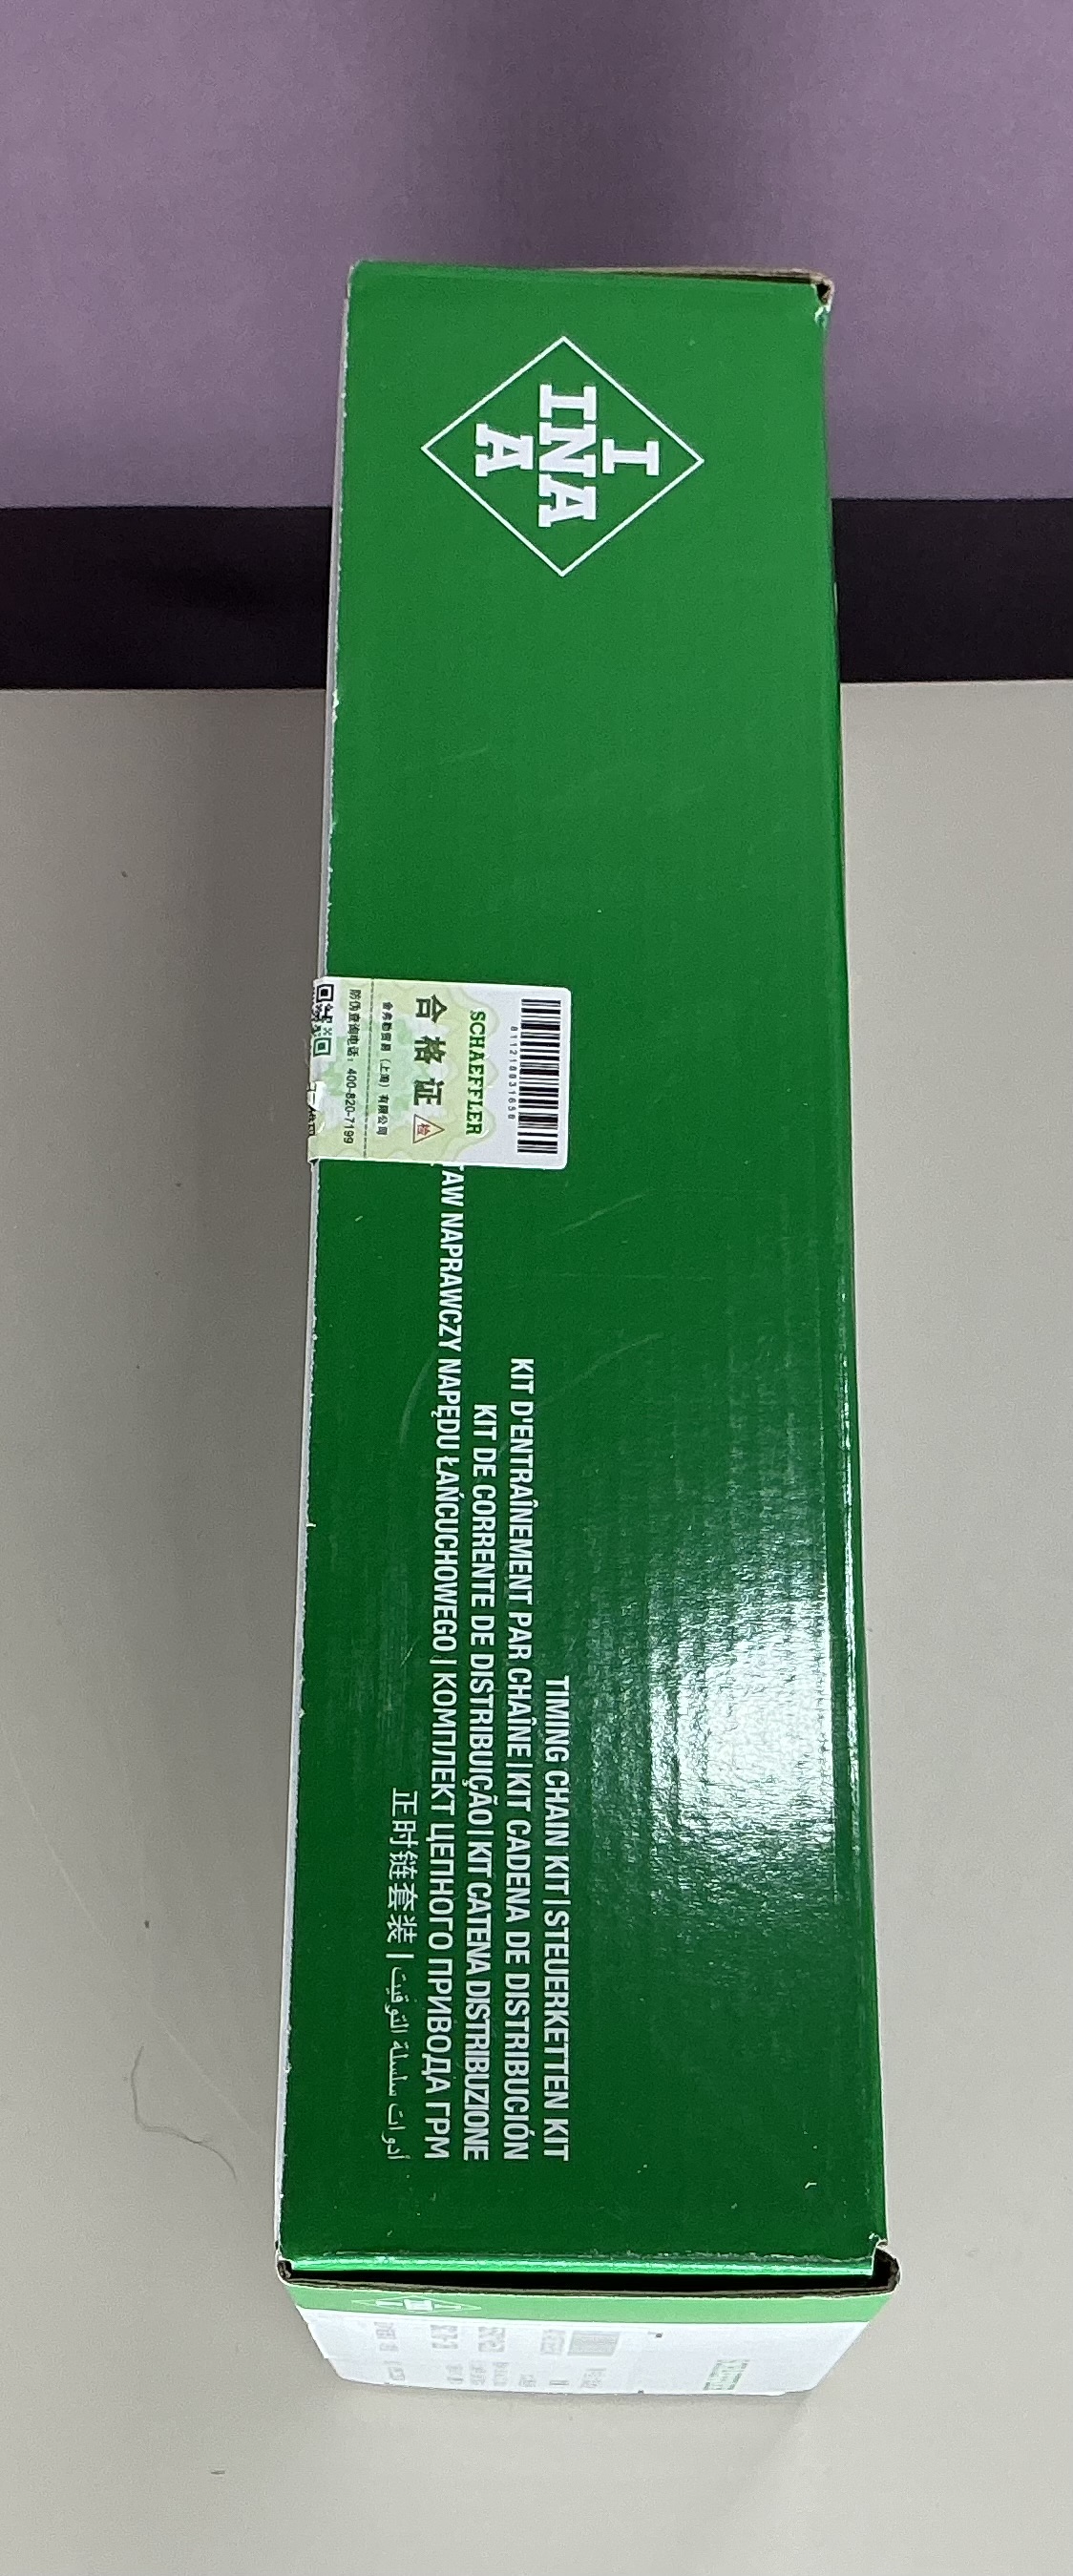 I
INA
A
811218831658
SCHAEFFLER
合格证
检
舍弗勒贸易（上海）有限公司
防伪查询电话：400-820-7199
TIMING CHAIN KIT | STEUERKETTEN KIT
KIT D'ENTRAÎNEMENT PAR CHAÎNE | KIT CADENA DE DISTRIBUCIÓN
KIT DE CORRENTE DE DISTRIBUIÇÃO | KIT CATENA DISTRIBUZIONE
TAW NAPRAWCZY NAPĘDU ŁAŃCUCHOWEGO | КОМПЛЕКТ ЦЕПНОГО ПРИВОДА ГРМ
正时链套装 | أدوات سلسلة التوقيت